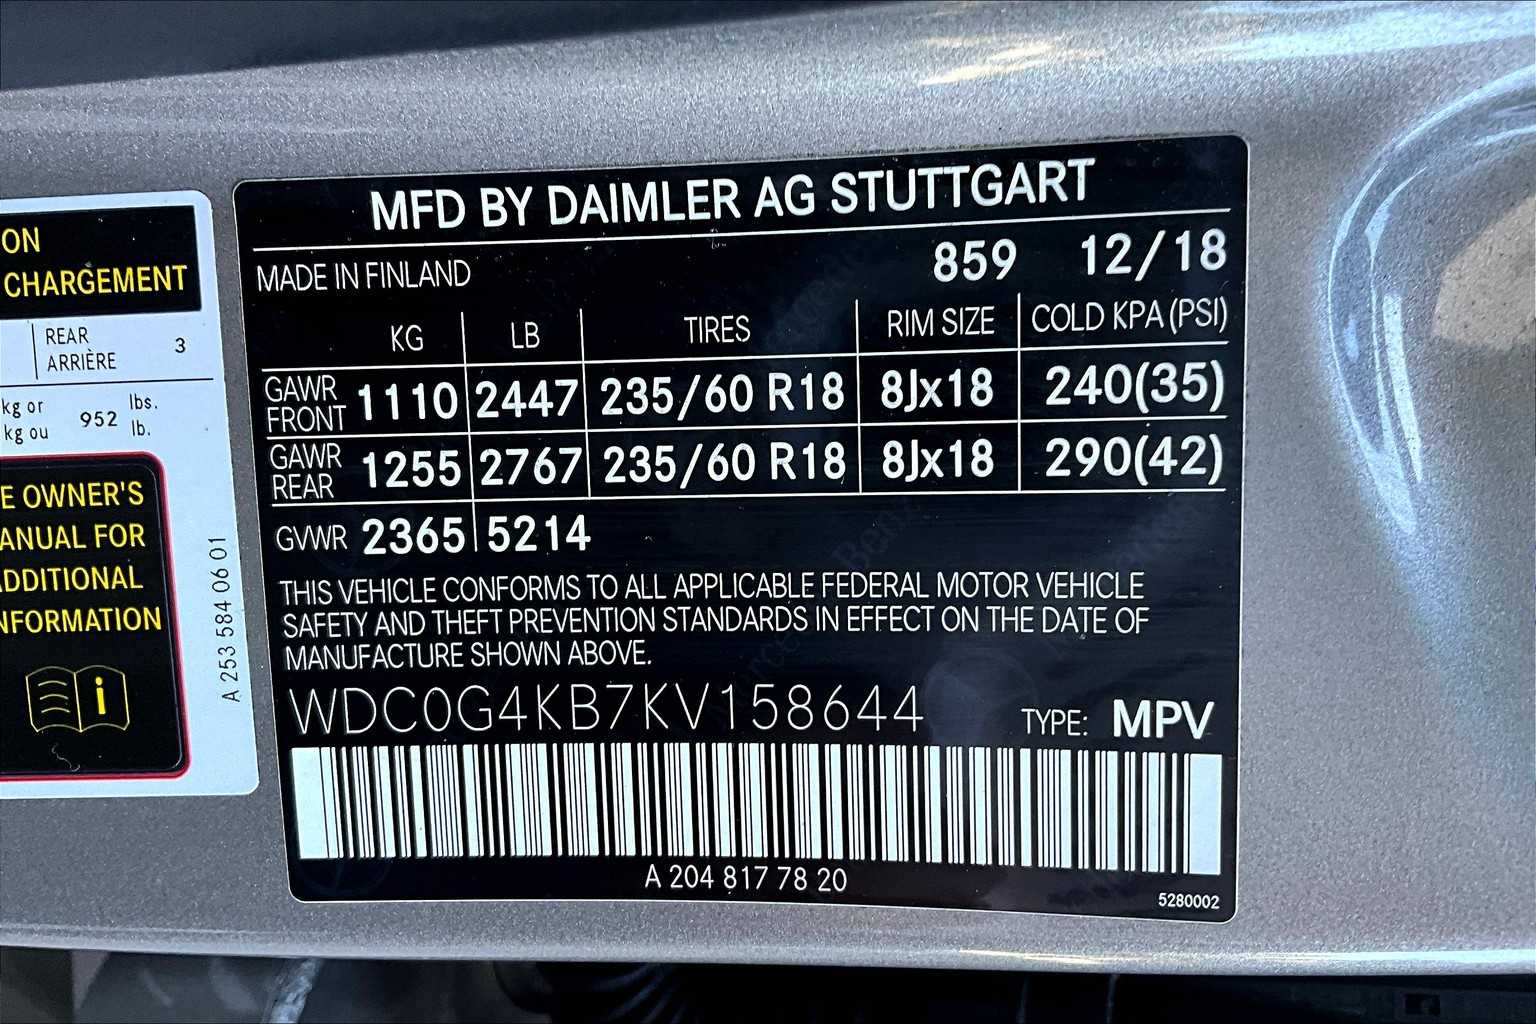 ON
CHARGEMENT
REAR
ARRIÈRE 3
kg or 952 lbs.
kg ou lb.
E OWNER'S
ANUAL FOR
DDITIONAL
NFORMATION
A 253 584 06 01
MFD BY DAIMLER AG STUTTGART
MADE IN FINLAND 859 12/18
KG LB TIRES RIM SIZE COLD KPA (PSI)
GAWR FRONT 1110 2447 235/60 R18 8Jx18 240(35)
GAWR REAR 1255 2767 235/60 R18 8Jx18 290(42)
GVWR 2365 5214
THIS VEHICLE CONFORMS TO ALL APPLICABLE FEDERAL MOTOR VEHICLE
SAFETY AND THEFT PREVENTION STANDARDS IN EFFECT ON THE DATE OF
MANUFACTURE SHOWN ABOVE.
WDC0G4KB7KV158644 TYPE: MPV
A 204 817 78 20
5280002